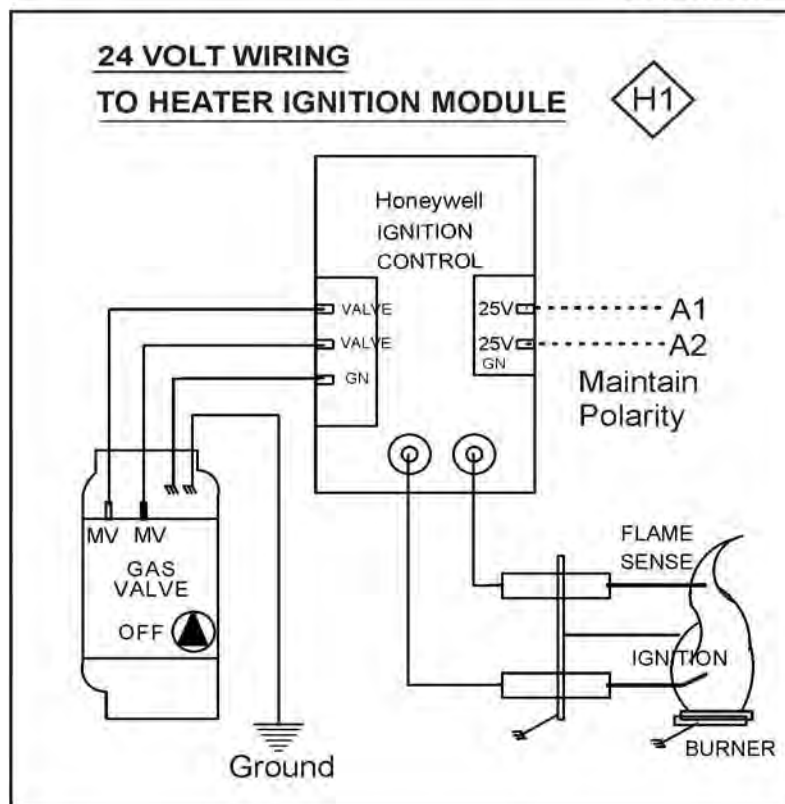 24 VOLT WIRING
TO HEATER IGNITION MODULE
H1
Honeywell
IGNITION
CONTROL
VALVE
VALVE
GN
25V
25V
GN
A1
A2
Maintain
Polarity
MV MV
GAS
VALVE
OFF
Ground
FLAME
SENSE
IGNITION
BURNER